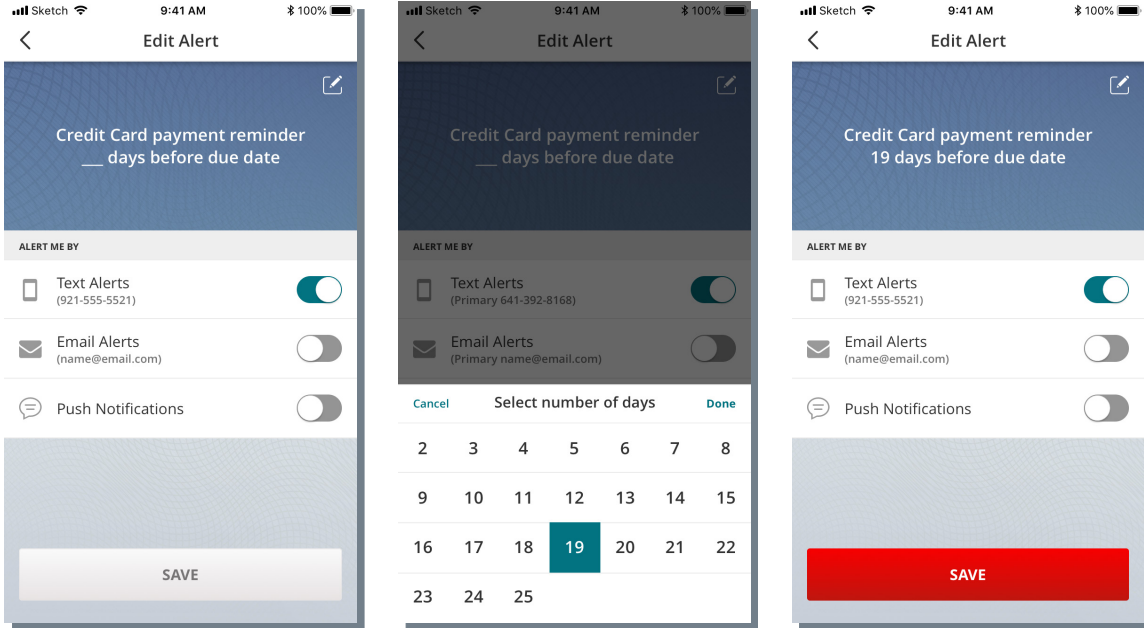 Sketch 9:41 AM 100%
Edit Alert
Credit Card payment reminder
___ days before due date
ALERT ME BY
Text Alerts
(921-555-5521)
Email Alerts
(name@email.com)
Push Notifications
SAVE
Sketch 9:41 AM 100%
Edit Alert
Credit Card payment reminder
___ days before due date
ALERT ME BY
Text Alerts
(Primary 641-392-8168)
Email Alerts
(Primary name@email.com)
Cancel Select number of days Done
2 3 4 5 6 7 8
9 10 11 12 13 14 15
16 17 18 19 20 21 22
23 24 25
Sketch 9:41 AM 100%
Edit Alert
Credit Card payment reminder
19 days before due date
ALERT ME BY
Text Alerts
(921-555-5521)
Email Alerts
(name@email.com)
Push Notifications
SAVE